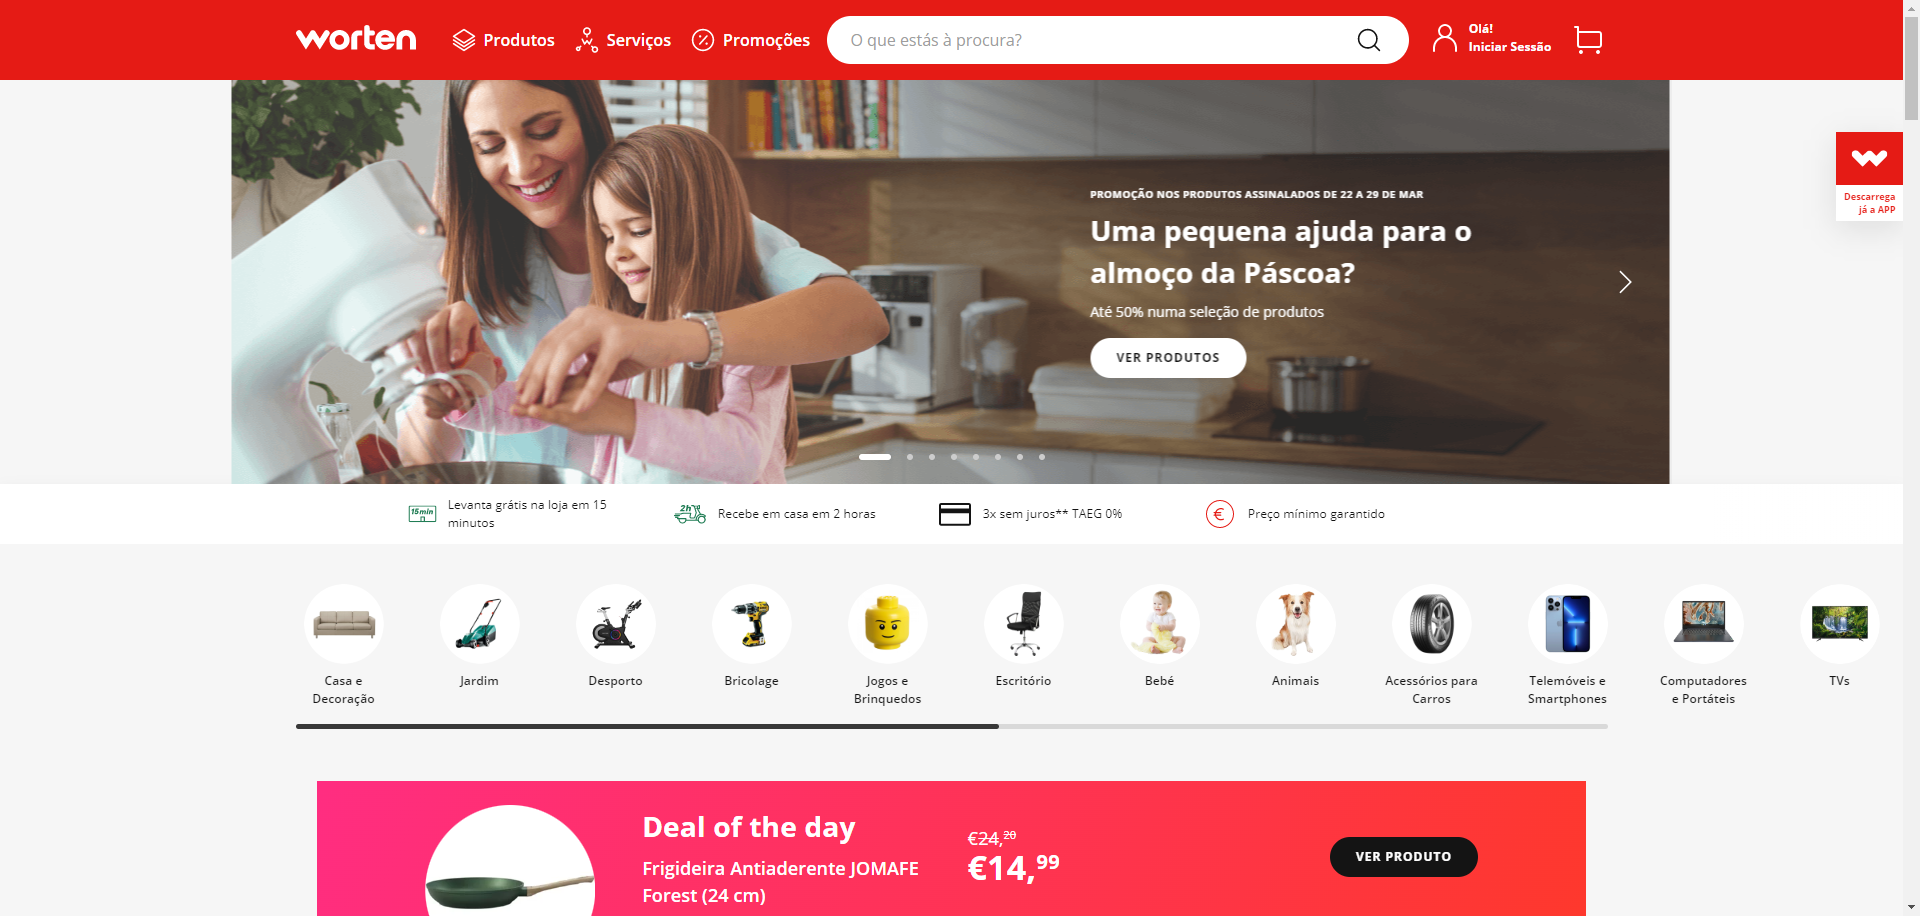 worten
Produtos
Serviços
Promoções
O que estás à procura?
Olá!
Iniciar Sessão
Descarrega
já a APP
PROMOÇÃO NOS PRODUTOS ASSINALADOS DE 22 A 29 DE MAR
Uma pequena ajuda para o
almoço da Páscoa?
Até 50% numa seleção de produtos
VER PRODUTOS
15min
Levanta grátis na loja em 15
minutos
2h
Recebe em casa em 2 horas
3x sem juros** TAEG 0%
€
Preço mínimo garantido
Casa e
Decoração
Jardim
Desporto
Bricolage
Jogos e
Brinquedos
Escritório
Bebé
Animais
Acessórios para
Carros
Telemóveis e
Smartphones
Computadores
e Portáteis
TVs
Deal of the day
Frigideira Antiaderente JOMAFE
Forest (24 cm)
€24,20
€14,99
VER PRODUTO